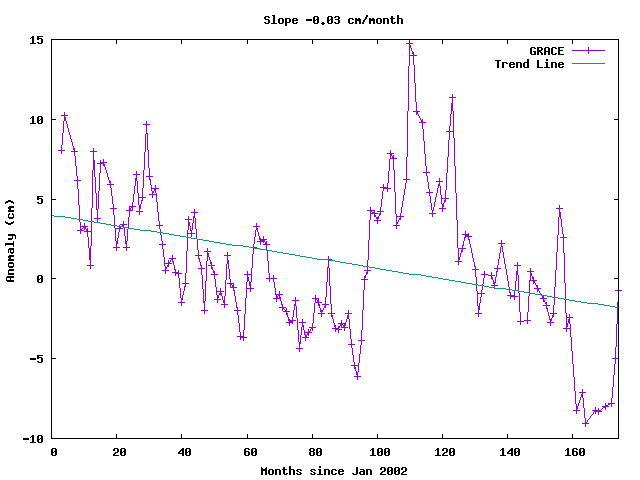 Slope -0.03 cm/month
GRACE
Trend Line
15
10
5
0
-5
-10
Anomaly (cm)
0 20 40 60 80 100 120 140 160
Months since Jan 2002